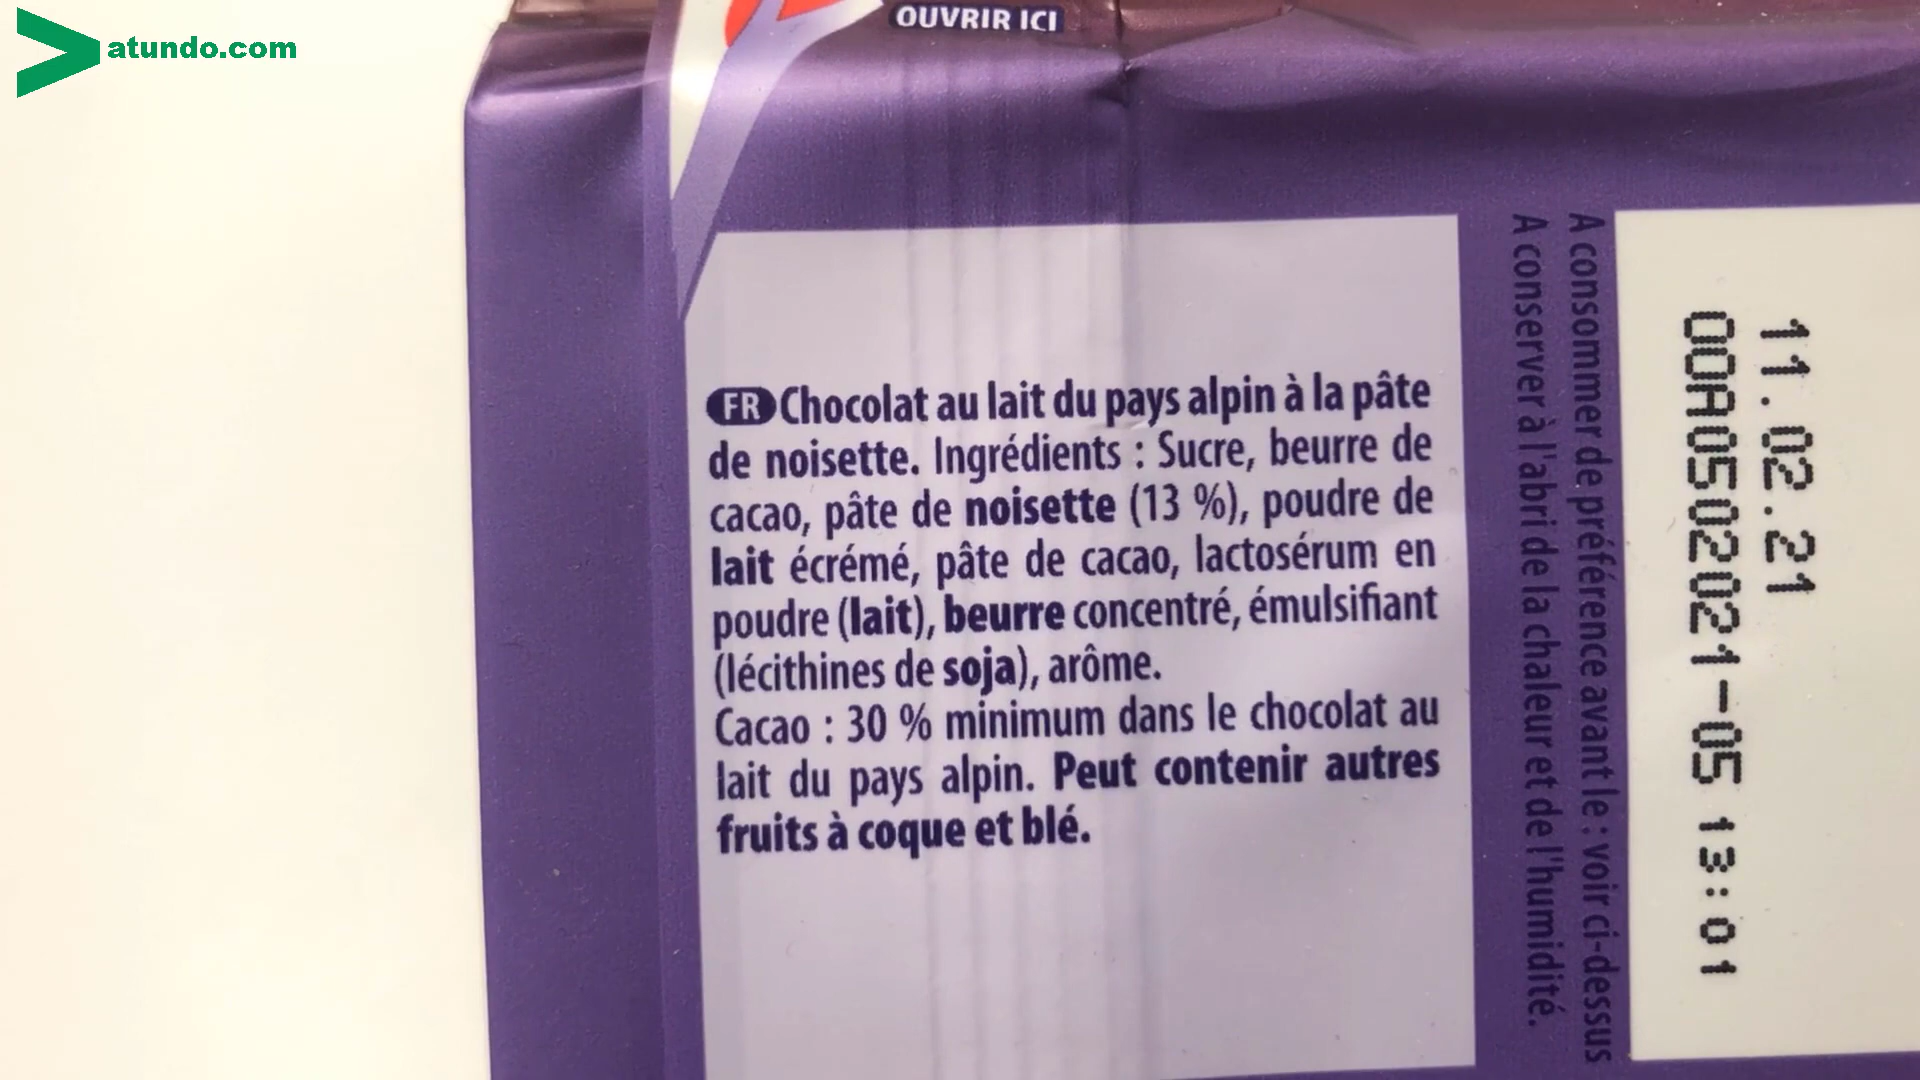 atundo.com
OUVRIR ICI
FR Chocolat au lait du pays alpin à la pâte
de noisette. Ingrédients : Sucre, beurre de
cacao, pâte de noisette (13 %), poudre de
lait écrémé, pâte de cacao, lactosérum en
poudre (lait), beurre concentré, émulsifiant
(lécithines de soja), arôme.
Cacao : 30 % minimum dans le chocolat au
lait du pays alpin. Peut contenir autres
fruits à coque et blé.
A consommer de préférence avant le : voir ci-dessus
A conserver à l'abri de la chaleur et de l'humidité.
11.02.21
OOA0502021-05 13:01